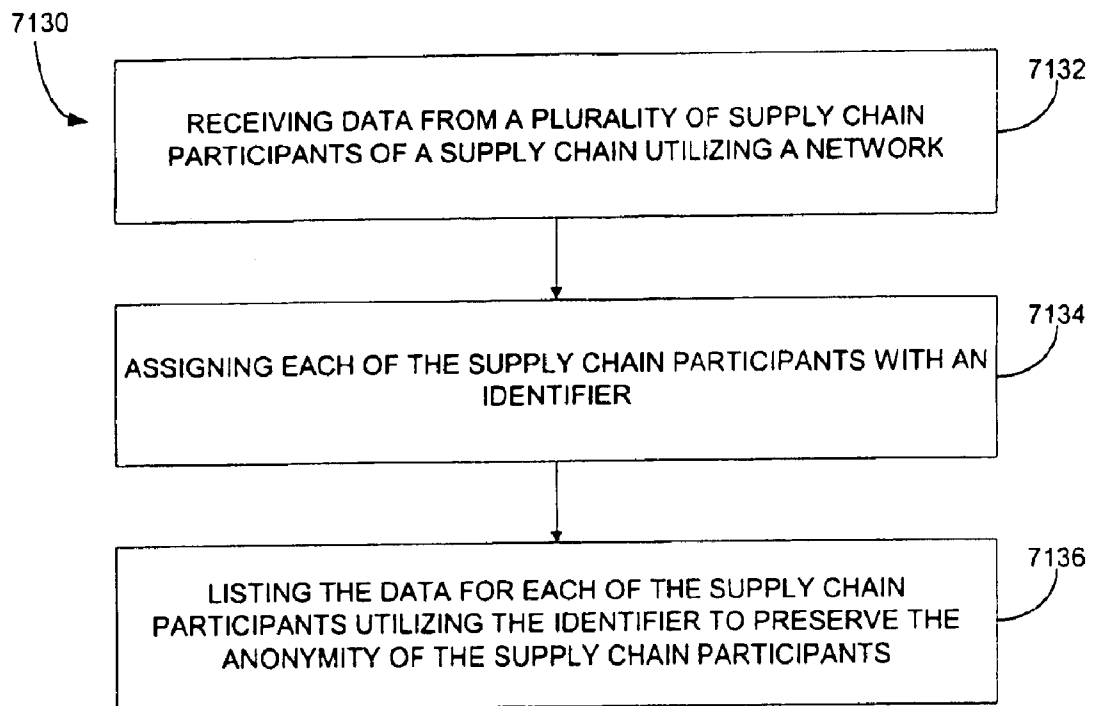 7130
7132
RECEIVING DATA FROM A PLURALITY OF SUPPLY CHAIN
PARTICIPANTS OF A SUPPLY CHAIN UTILIZING A NETWORK
7134
ASSIGNING EACH OF THE SUPPLY CHAIN PARTICIPANTS WITH AN
IDENTIFIER
7136
LISTING THE DATA FOR EACH OF THE SUPPLY CHAIN
PARTICIPANTS UTILIZING THE IDENTIFIER TO PRESERVE THE
ANONYMITY OF THE SUPPLY CHAIN PARTICIPANTS